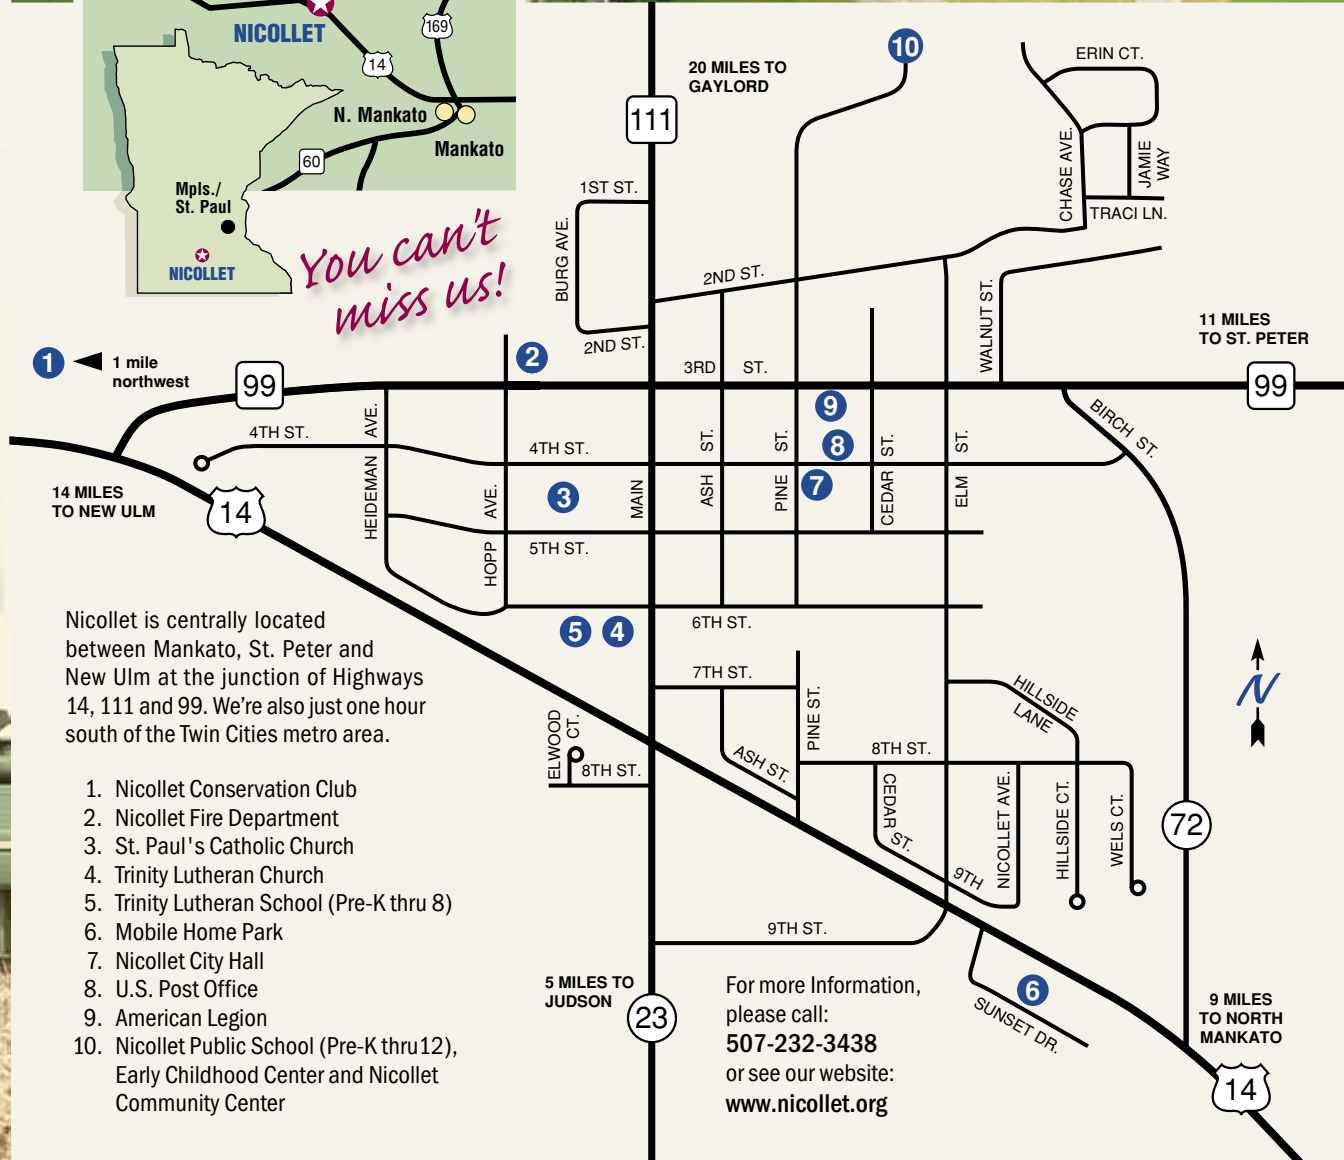 NICOLLET
169
14
N. Mankato
Mankato
60
Mpls./
St. Paul
NICOLLET
You can't
miss us!
111
20 MILES TO
GAYLORD
10
ERIN CT.
CHASE AVE.
JAMIE
WAY
TRACI LN.
1ST ST.
BURG AVE.
2ND ST.
2ND ST.
WALNUT ST.
11 MILES
TO ST. PETER
1
1 mile
northwest
99
2
3RD ST.
99
9
BIRCH ST.
4TH ST.
4TH ST.
8
HEIDEMAN AVE.
HOPP AVE.
3
MAIN
ASH ST.
PINE ST.
7
CEDAR ST.
ELM ST.
14 MILES
TO NEW ULM
14
5TH ST.
6TH ST.
5
4
7TH ST.
PINE ST.
HILLSIDE
LANE
ELWOOD
CT.
8TH ST.
ASH ST.
8TH ST.
CEDAR ST.
NICOLLET AVE.
HILLSIDE CT.
WELS CT.
72
9TH
9TH ST.
N
5 MILES TO
JUDSON
23
6
SUNSET DR.
9 MILES
TO NORTH
MANKATO
14
Nicollet is centrally located
between Mankato, St. Peter and
New Ulm at the junction of Highways
14, 111 and 99. We're also just one hour
south of the Twin Cities metro area.
1. Nicollet Conservation Club
2. Nicollet Fire Department
3. St. Paul's Catholic Church
4. Trinity Lutheran Church
5. Trinity Lutheran School (Pre-K thru 8)
6. Mobile Home Park
7. Nicollet City Hall
8. U.S. Post Office
9. American Legion
10. Nicollet Public School (Pre-K thru12),
Early Childhood Center and Nicollet
Community Center
For more Information,
please call:
507-232-3438
or see our website:
www.nicollet.org